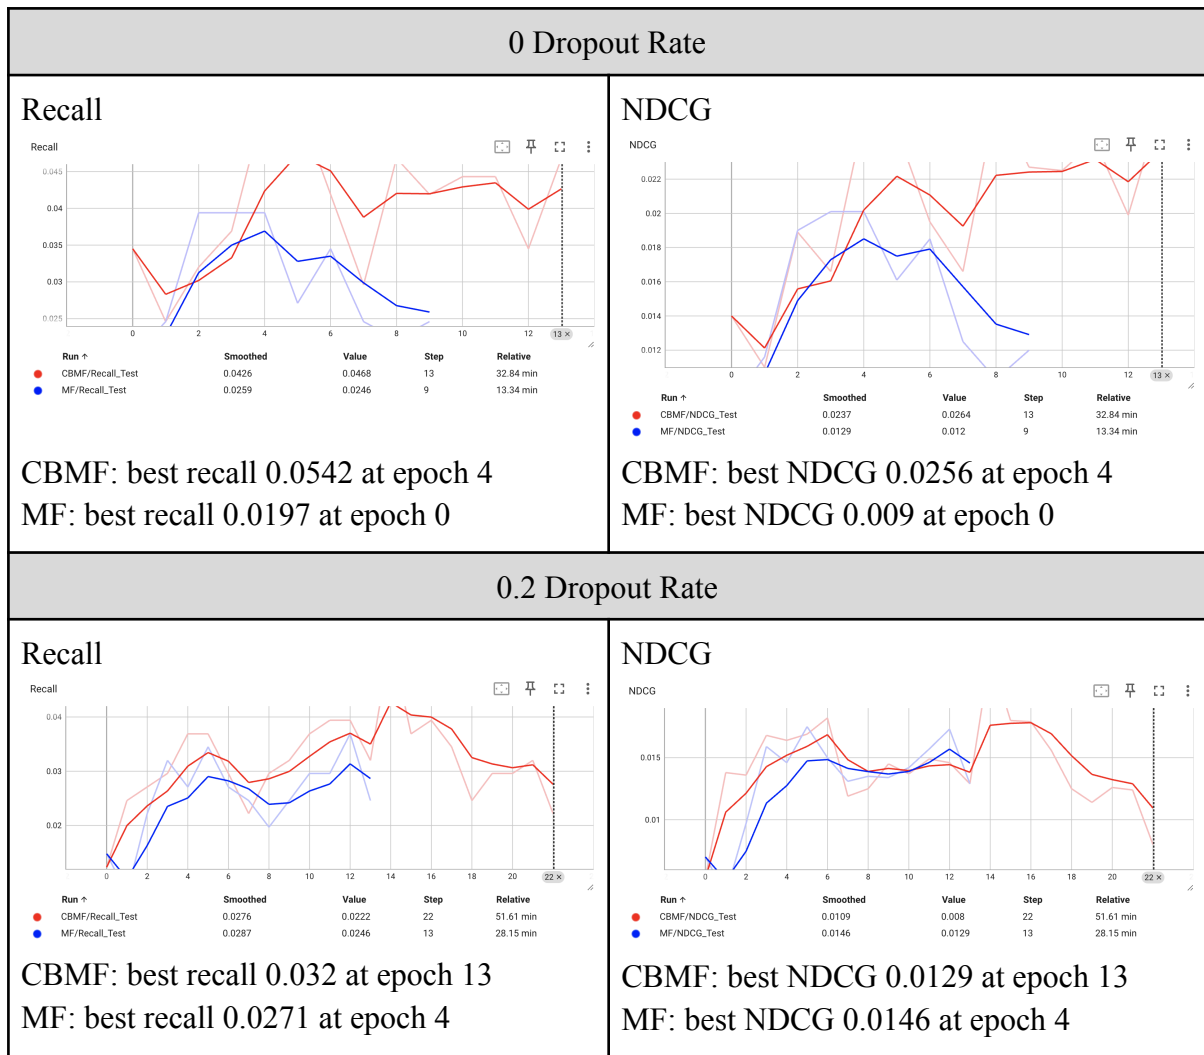 0 Dropout Rate
Recall
Recall
0.045
0.04
0.035
0.03
0.025
0 2 4 6 8 10 12 13 ×
Run ↑ Smoothed Value Step Relative
CBMF/Recall_Test 0.0426 0.0468 13 32.84 min
MF/Recall_Test 0.0259 0.0246 9 13.34 min
CBMF: best recall 0.0542 at epoch 4
MF: best recall 0.0197 at epoch 0
NDCG
NDCG
0.022
0.02
0.018
0.016
0.014
0.012
0 2 4 6 8 10 12 13 ×
Run ↑ Smoothed Value Step Relative
CBMF/NDCG_Test 0.0237 0.0264 13 32.84 min
MF/NDCG_Test 0.0129 0.012 9 13.34 min
CBMF: best NDCG 0.0256 at epoch 4
MF: best NDCG 0.009 at epoch 0
0.2 Dropout Rate
Recall
Recall
0.04
0.03
0.02
0 2 4 6 8 10 12 14 16 18 20 22 ×
Run ↑ Smoothed Value Step Relative
CBMF/Recall_Test 0.0276 0.0222 22 51.61 min
MF/Recall_Test 0.0287 0.0246 13 28.15 min
CBMF: best recall 0.032 at epoch 13
MF: best recall 0.0271 at epoch 4
NDCG
NDCG
0.015
0.01
0 2 4 6 8 10 12 14 16 18 20 22 ×
Run ↑ Smoothed Value Step Relative
CBMF/NDCG_Test 0.0109 0.008 22 51.61 min
MF/NDCG_Test 0.0146 0.0129 13 28.15 min
CBMF: best NDCG 0.0129 at epoch 13
MF: best NDCG 0.0146 at epoch 4